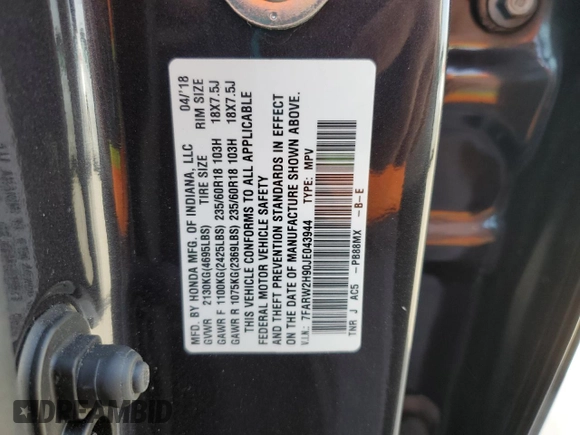 MFD. BY HONDA MFG. OF INDIANA, LLC 04/'18
GVWR 2130KG(4695LBS) TIRE SIZE RIM SIZE
GAWR F 1100KG(2425LBS) 235/60R18 103H 18X7.5J
GAWR R 1075KG(2369LBS) 235/60R18 103H 18X7.5J
THIS VEHICLE CONFORMS TO ALL APPLICABLE
FEDERAL MOTOR VEHICLE SAFETY
AND THEFT PREVENTION STANDARDS IN EFFECT
ON THE DATE OF MANUFACTURE SHOWN ABOVE.
V.I.N.: 7FARW2H90JE043944 TYPE: MPV
TNR J AC5 -PB88MX -B-E
DREAMBID